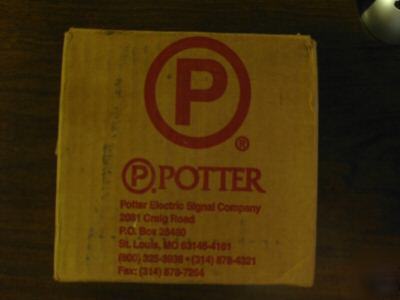 P
®
P. POTTER
Potter Electric Signal Company
2081 Craig Road
P.O. Box 28480
St. Louis, MO 63146-4161
(800) 325-3936 • (314) 878-4321
Fax: (314) 878-7264